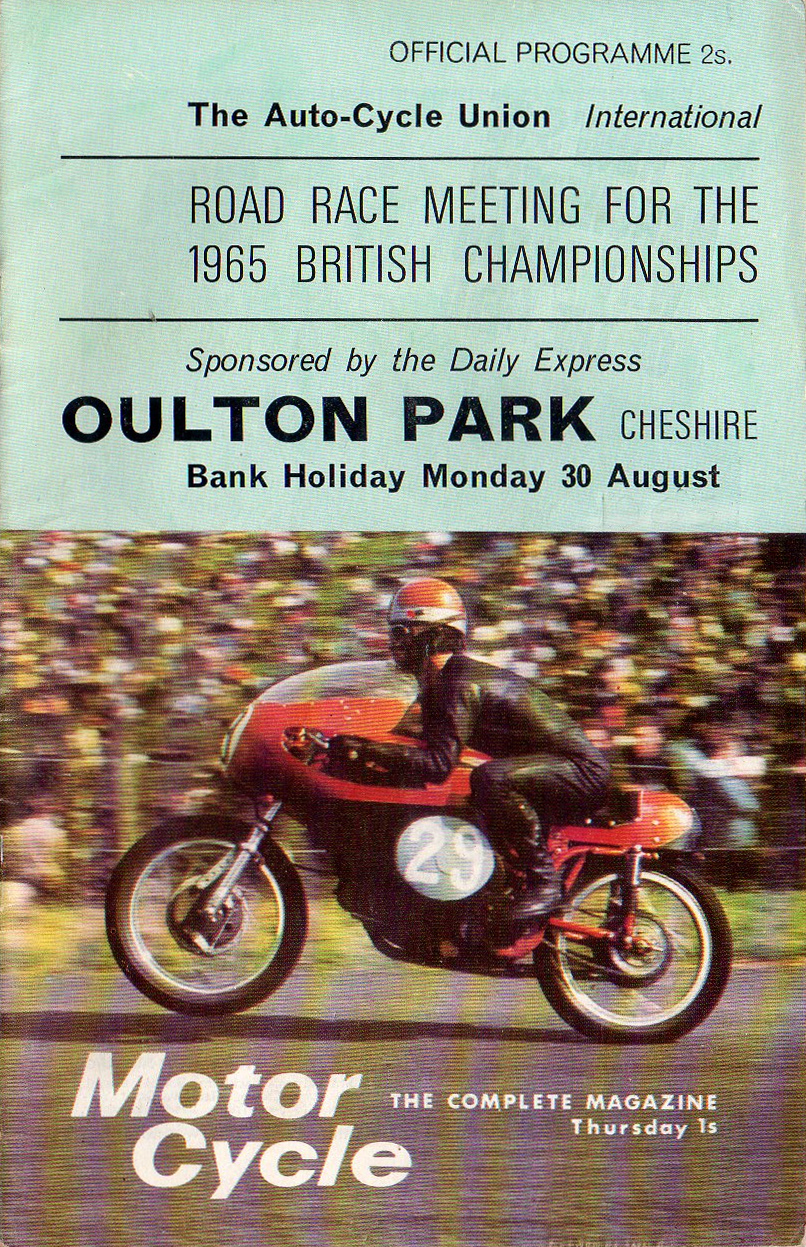 OFFICIAL PROGRAMME 2s.
The Auto-Cycle Union International
ROAD RACE MEETING FOR THE
1965 BRITISH CHAMPIONSHIPS
Sponsored by the Daily Express
OULTON PARK CHESHIRE
Bank Holiday Monday 30 August
29
Motor
Cycle
THE COMPLETE MAGAZINE
Thursday 1s